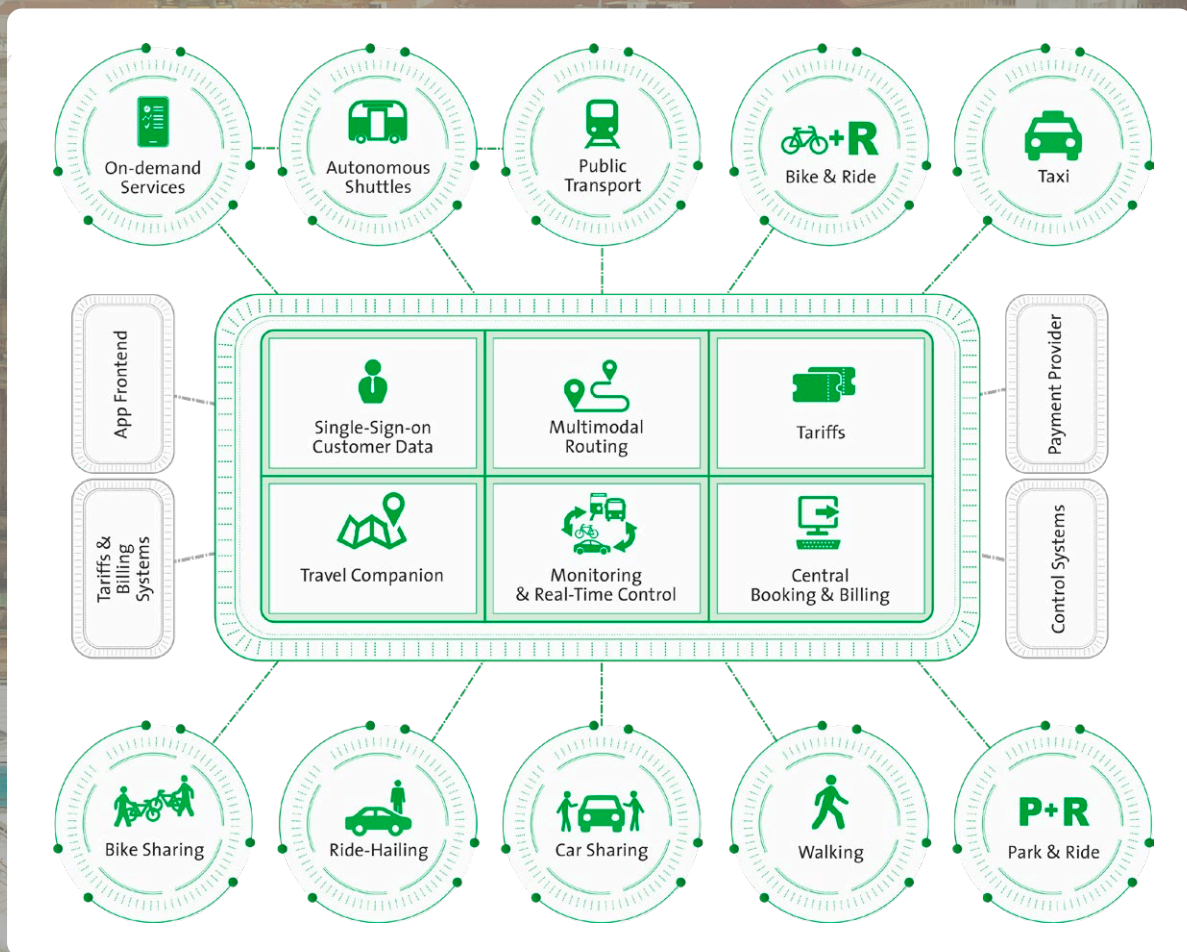 On-demand
Services
Autonomous
Shuttles
Public
Transport
+R
Bike & Ride
Taxi
App Frontend
Tariffs &
Billing
Systems
Single-Sign-on
Customer Data
Multimodal
Routing
Tariffs
Travel Companion
Monitoring
& Real-Time Control
Central
Booking & Billing
Payment Provider
Control Systems
Bike Sharing
Ride-Hailing
Car Sharing
Walking
P+R
Park & Ride